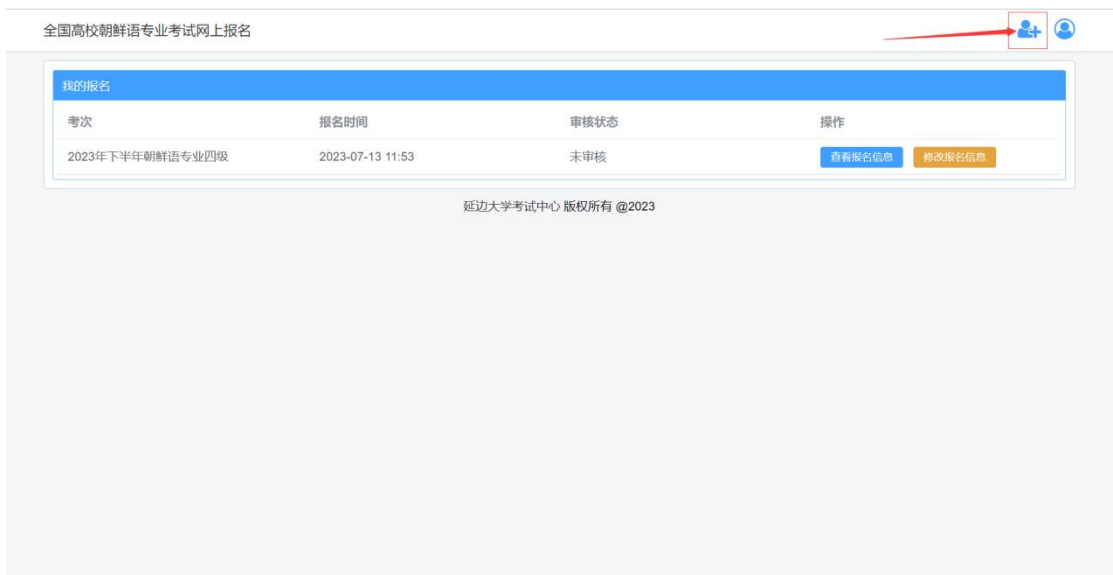 全国高校朝鲜语专业考试网上报名
我的报名
考次 报名时间 审核状态 操作
2023年下半年朝鲜语专业四级 2023-07-13 11:53 未审核 查看报名信息 修改报名信息
延边大学考试中心 版权所有 @2023